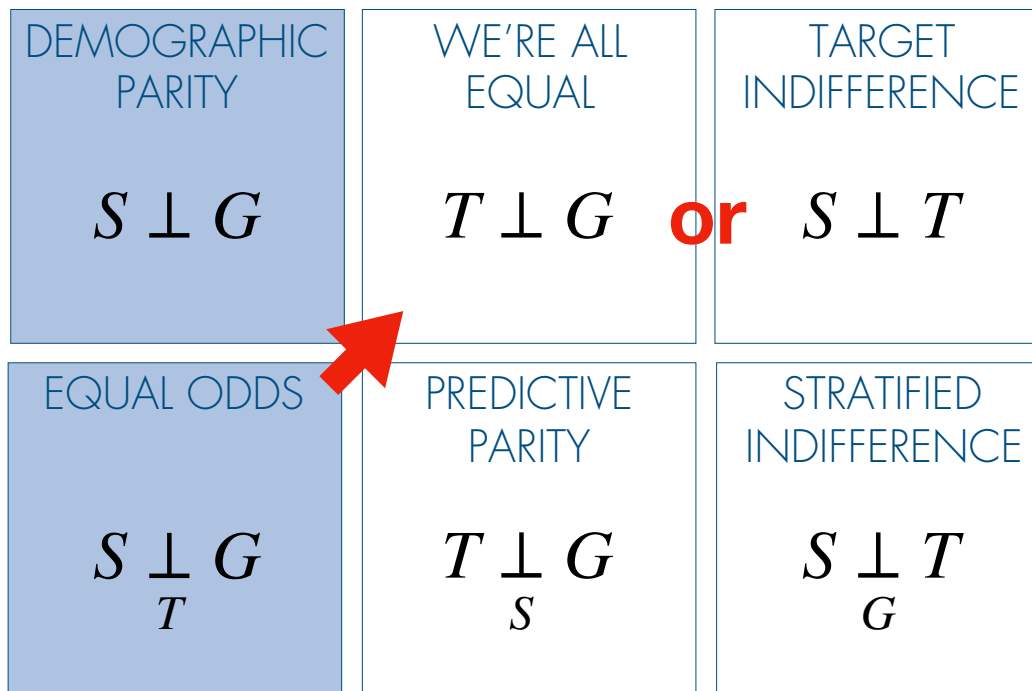 DEMOGRAPHIC
PARITY
S ⊥ G
WE'RE ALL
EQUAL
T ⊥ G
or
TARGET
INDIFFERENCE
S ⊥ T
EQUAL ODDS
S ⊥ G
T
PREDICTIVE
PARITY
T ⊥ G
S
STRATIFIED
INDIFFERENCE
S ⊥ T
G